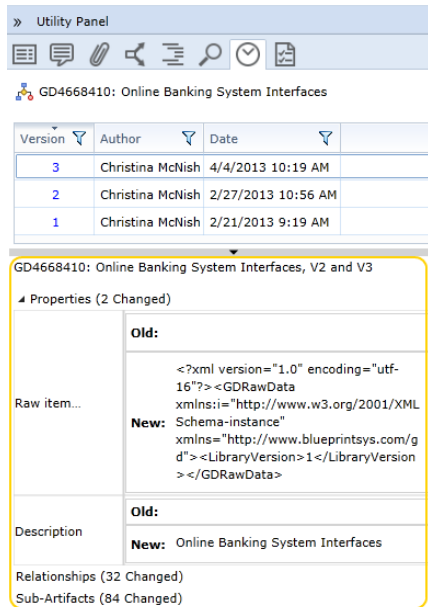 » Utility Panel
GD4668410: Online Banking System Interfaces
Version Author Date
3 Christina McNish 4/4/2013 10:19 AM
2 Christina McNish 2/27/2013 10:56 AM
1 Christina McNish 2/21/2013 9:19 AM
GD4668410: Online Banking System Interfaces, V2 and V3
Properties (2 Changed)
Raw item...
Old:
New:
<?xml version="1.0" encoding="utf-
16"?><GDRawData
xmlns:i="http://www.w3.org/2001/XML
Schema-instance"
xmlns="http://www.blueprintsys.com/g
d"><LibraryVersion>1</LibraryVersion
></GDRawData>
Description
Old:
New: Online Banking System Interfaces
Relationships (32 Changed)
Sub-Artifacts (84 Changed)